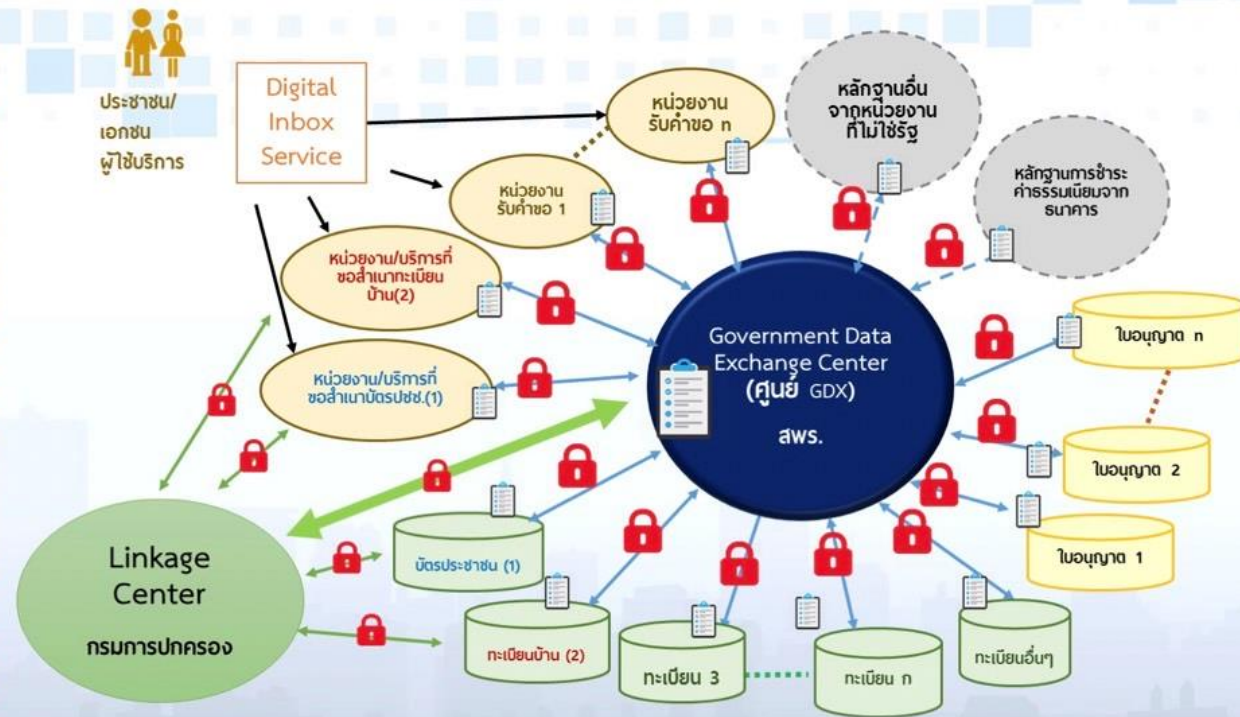 ประชาชน/
เอกชน
ผู้ใช้บริการ
Digital
Inbox
Service
หน่วยงาน
รับคำขอ n
หลักฐานอื่น
จากหน่วยงาน
ที่ไม่ใช่รัฐ
หน่วยงาน
รับคำขอ 1
หลักฐานการชำระ
ค่าธรรมเนียมจาก
ธนาคาร
หน่วยงาน/บริการที่
ขอสำเนาทะเบียน
บ้าน(2)
หน่วยงาน/บริการที่
ขอสำเนาบัตรปชช.(1)
Government Data
Exchange Center
(ศูนย์ GDX)
สพร.
ใบอนุญาต n
ใบอนุญาต 2
ใบอนุญาต 1
Linkage
Center
กรมการปกครอง
บัตรประชาชน (1)
ทะเบียนบ้าน (2)
ทะเบียน 3
ทะเบียน n
ทะเบียนอื่นๆ